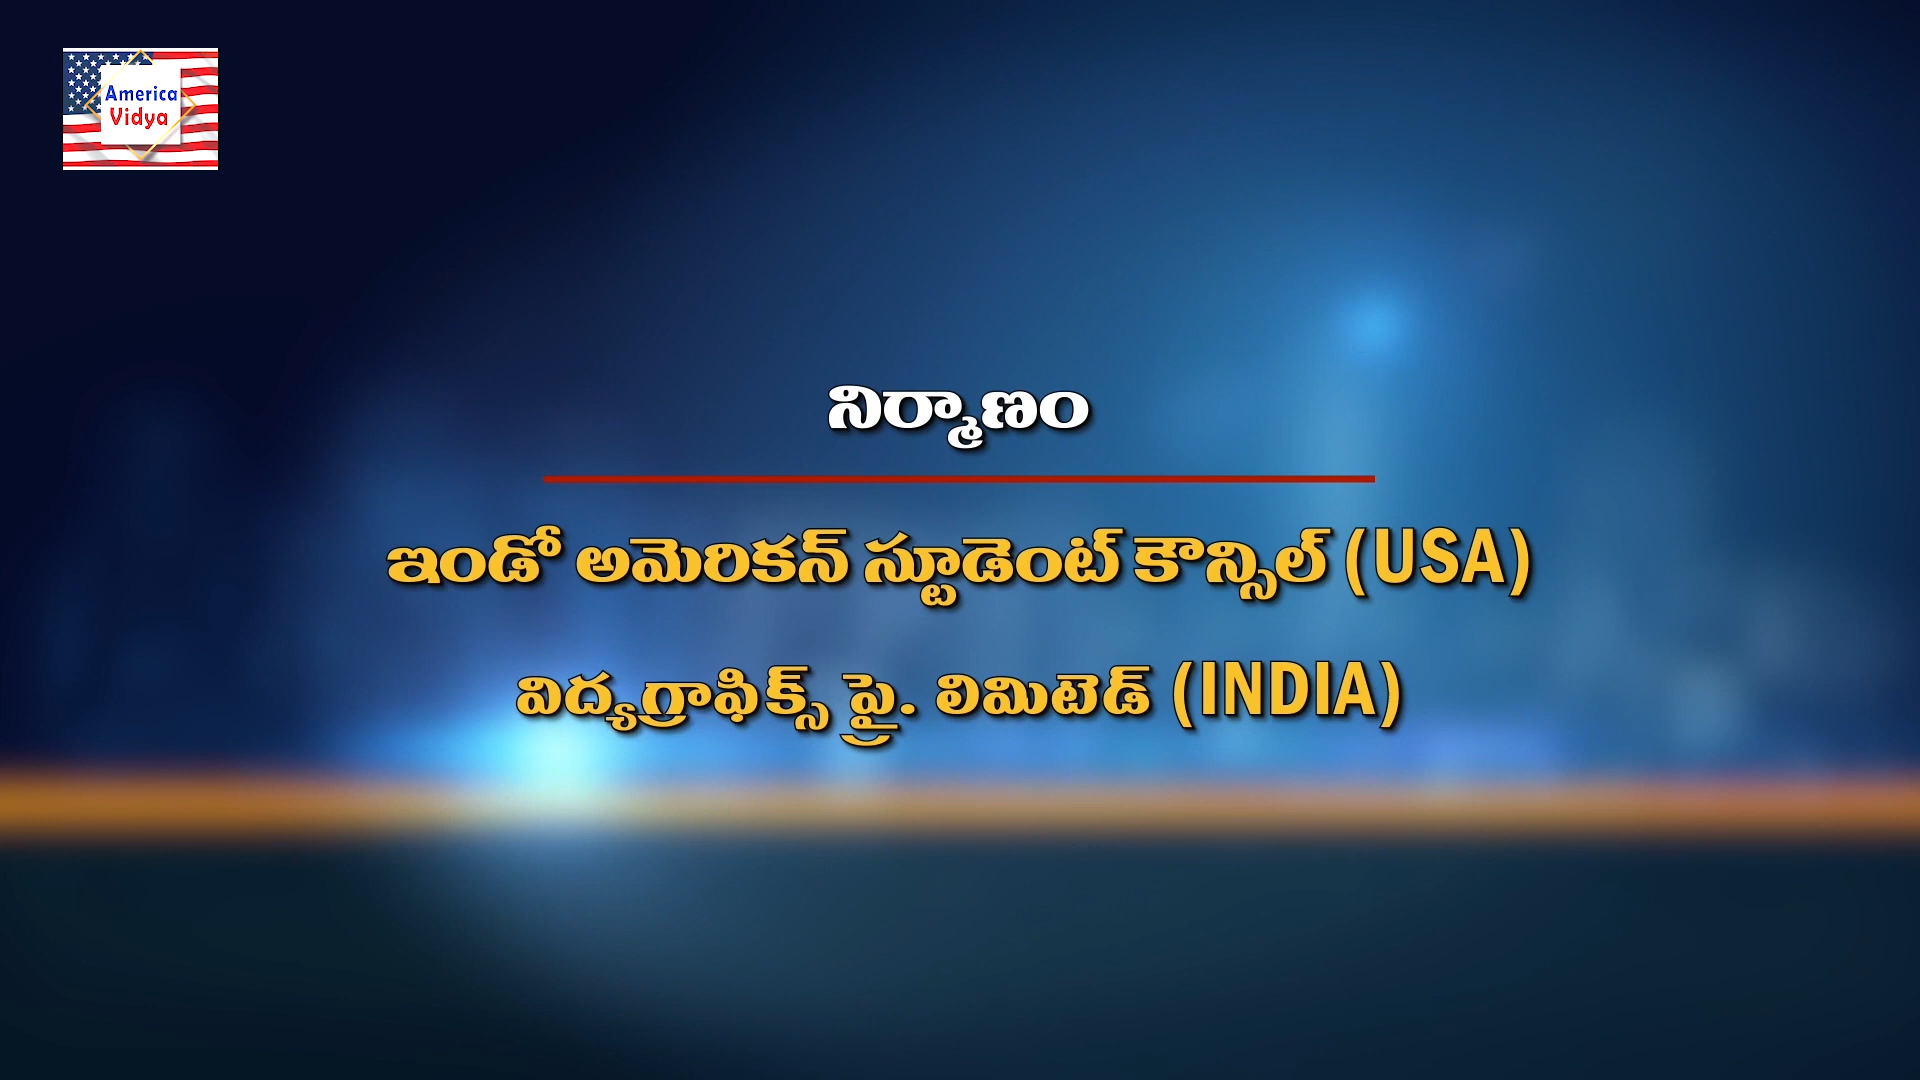 America
Vidya
నిర్మాణం
ఇండో అమెరికన్ స్టూడెంట్ కౌన్సిల్ (USA)
విద్యగ్రాఫిక్స్ ప్రై. లిమిటెడ్ (INDIA)